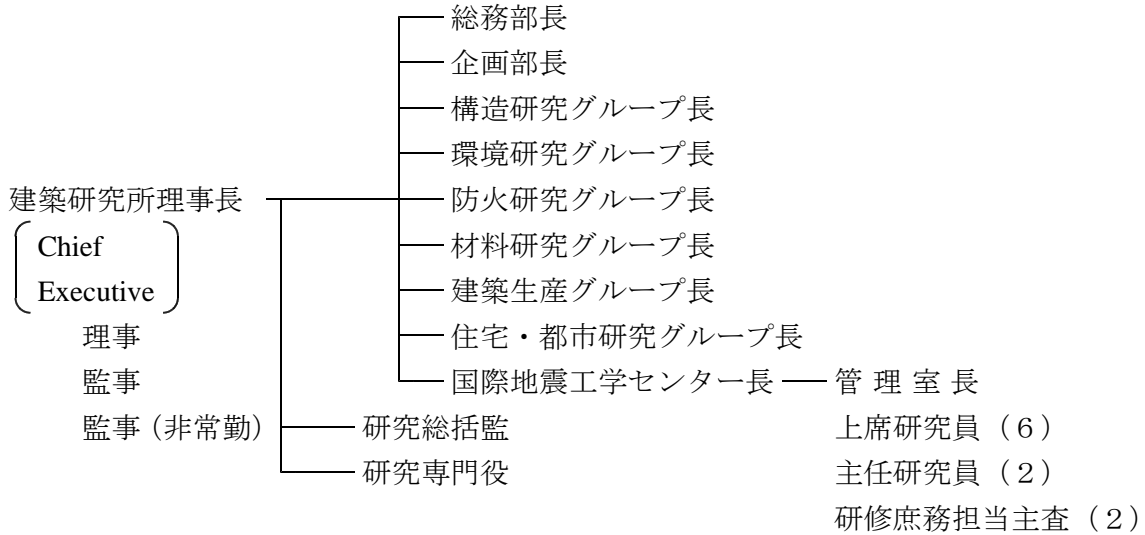 総務部長
企画部長
構造研究グループ長
環境研究グループ長
建築研究所理事長
防火研究グループ長
Chief
材料研究グループ長
Executive
建築生産グループ長
理事
住宅・都市研究グループ長
監事
国際地震工学センター長
管理室長
監事（非常勤）
研究総括監
上席研究員（６）
研究専門役
主任研究員（２）
研修庶務担当主査（２）